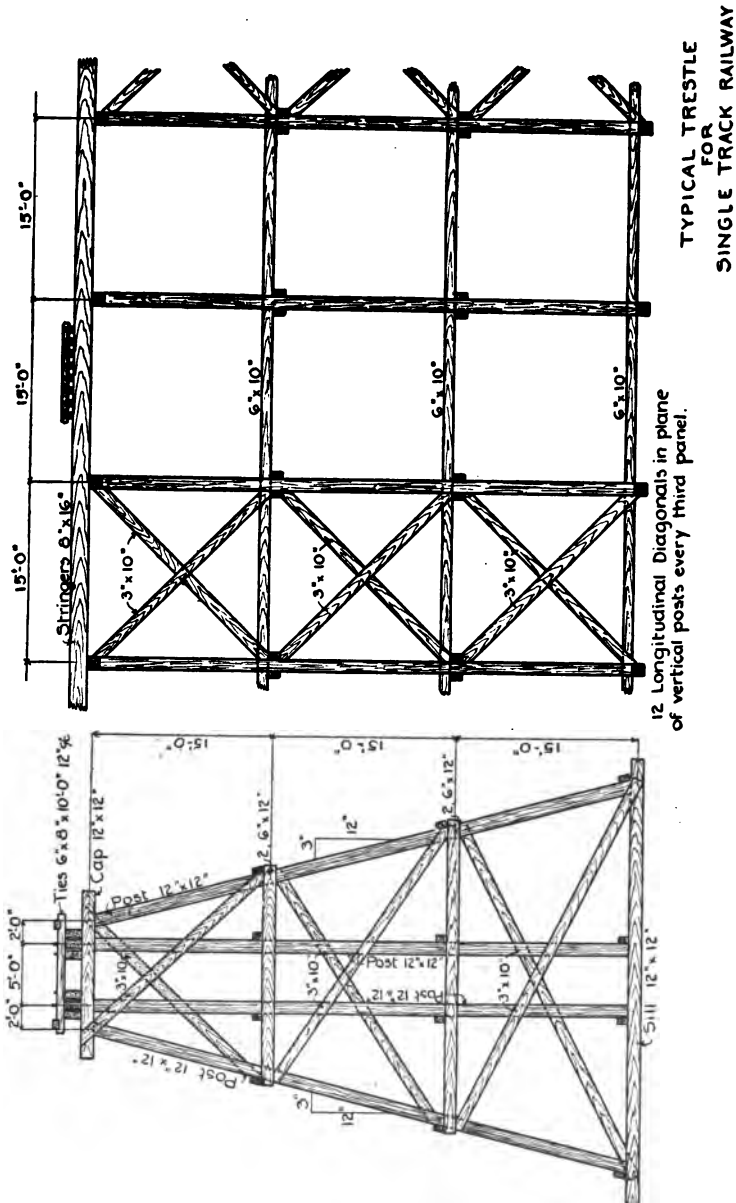 15'-0"
15'-0"
15'-0"
Stringers 8"x16"
3"x10"
6"x10"
3"x10"
6"x10"
3"x10"
6"x10"
12 Longitudinal Diagonals in plane
of vertical posts every third panel.
TYPICAL TRESTLE
FOR
SINGLE TRACK RAILWAY
2'-0" 5'-0" 2'-0"
Ties 6"x8"x10'-0" 12"
Cap 12"x12"
Post 12"x12"
3"x10"
Post 12"x12"
15'-0"
2 6"x12"
3"
12"
Post 12"x12"
3"x10"
Post 12"x12"
15'-0"
2 6"x12"
3"
12"
3"x10"
15'-0"
Sill 12"x12"